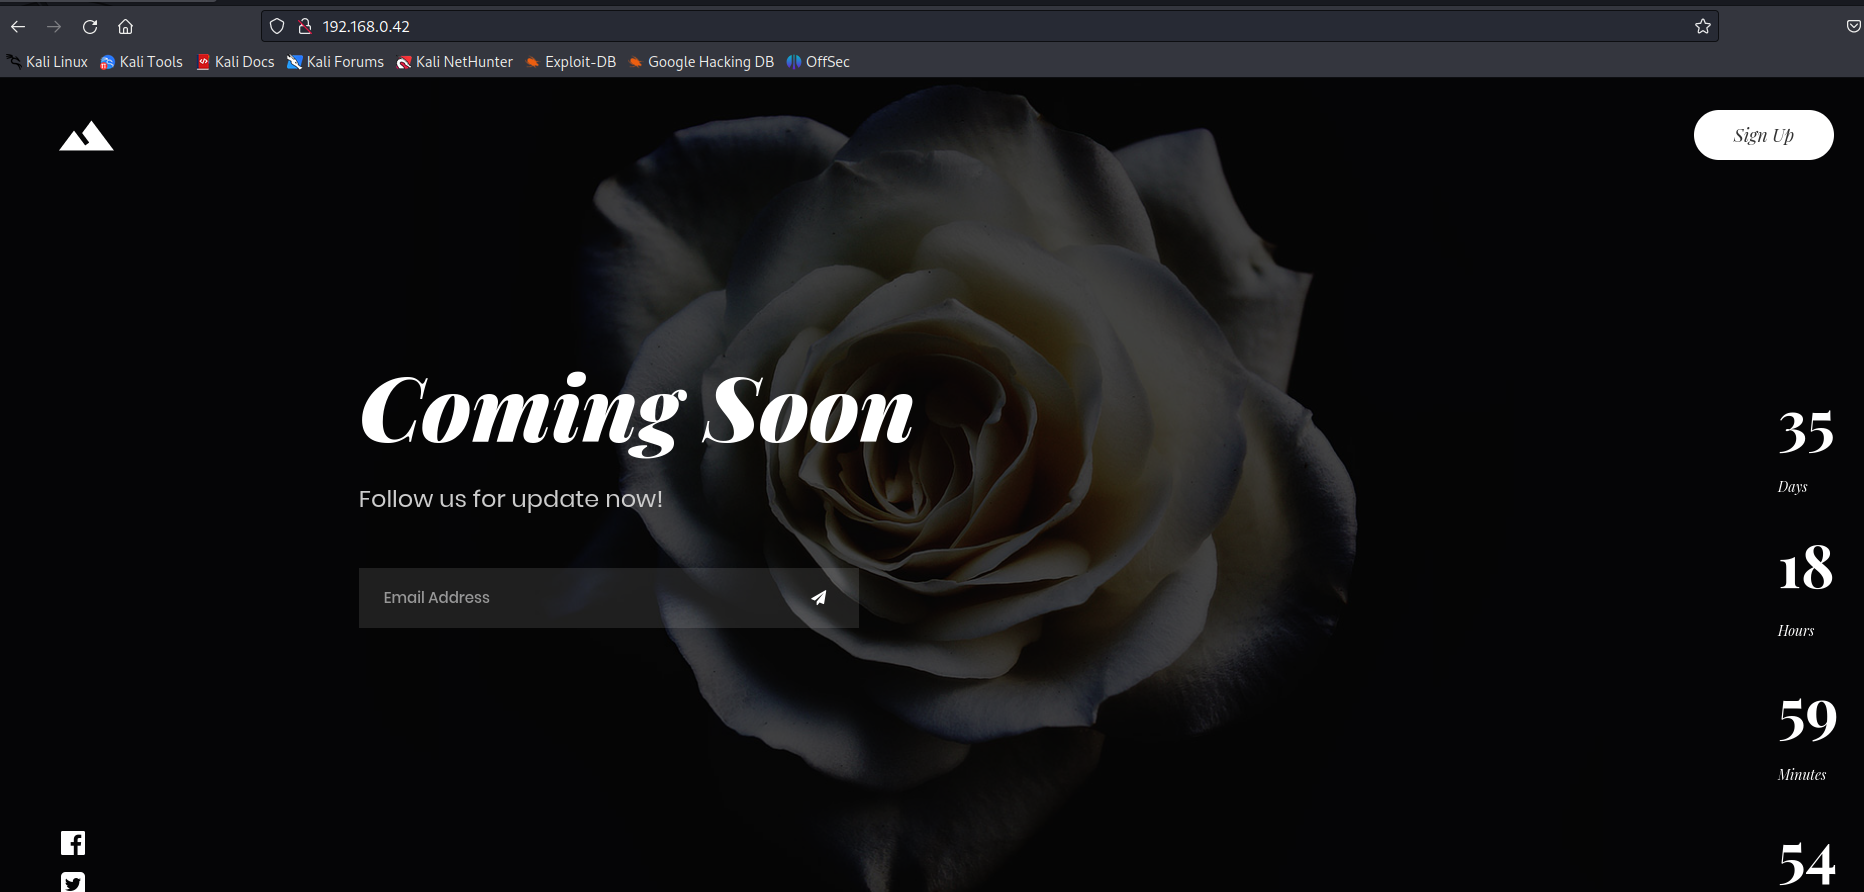 192.168.0.42
Kali Linux Kali Tools Kali Docs Kali Forums Kali NetHunter Exploit-DB Google Hacking DB OffSec
Sign Up
Coming Soon
Follow us for update now!
Email Address
35
Days
18
Hours
59
Minutes
54